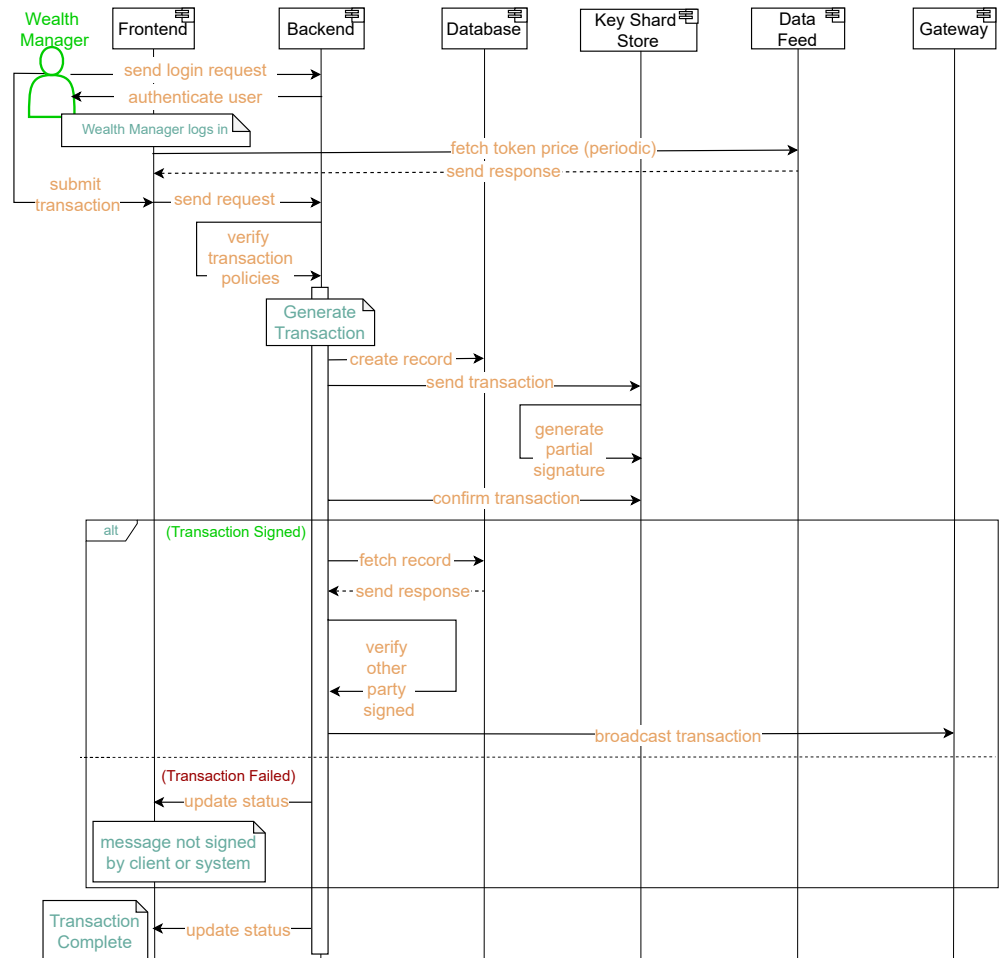 Wealth
Manager
Frontend
Backend
Database
Key Shard
Store
Data
Feed
Gateway
send login request
authenticate user
Wealth Manager logs in
fetch token price (periodic)
send response
submit
transaction
send request
verify
transaction
policies
Generate
Transaction
create record
send transaction
generate
partial
signature
confirm transaction
alt
(Transaction Signed)
fetch record
send response
verify
other
party
signed
broadcast transaction
(Transaction Failed)
update status
message not signed
by client or system
Transaction
Complete
update status